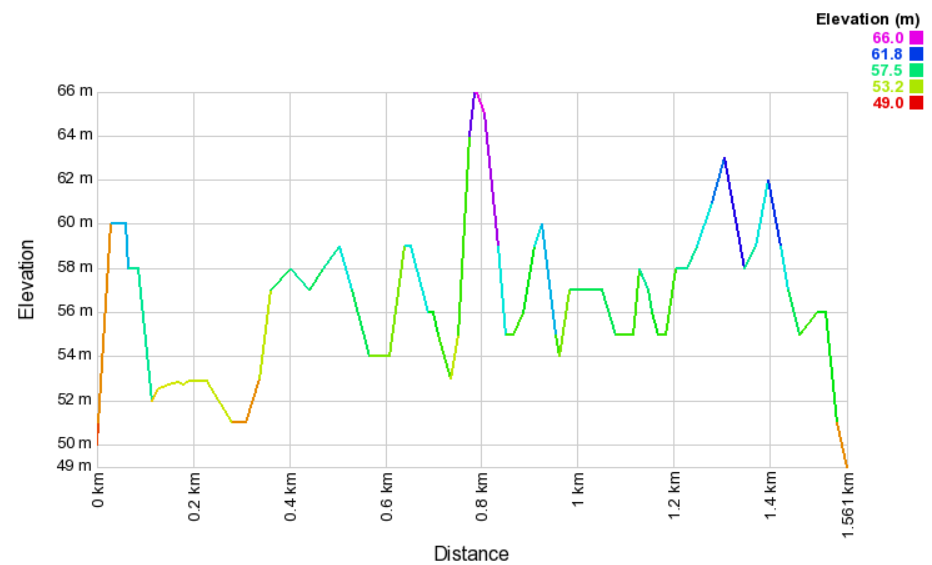 Elevation (m)
66.0
61.8
57.5
53.2
49.0
66 m
64 m
62 m
60 m
58 m
56 m
54 m
52 m
50 m
49 m
Elevation
0 km
0.2 km
0.4 km
0.6 km
0.8 km
1 km
1.2 km
1.4 km
1.561 km
Distance